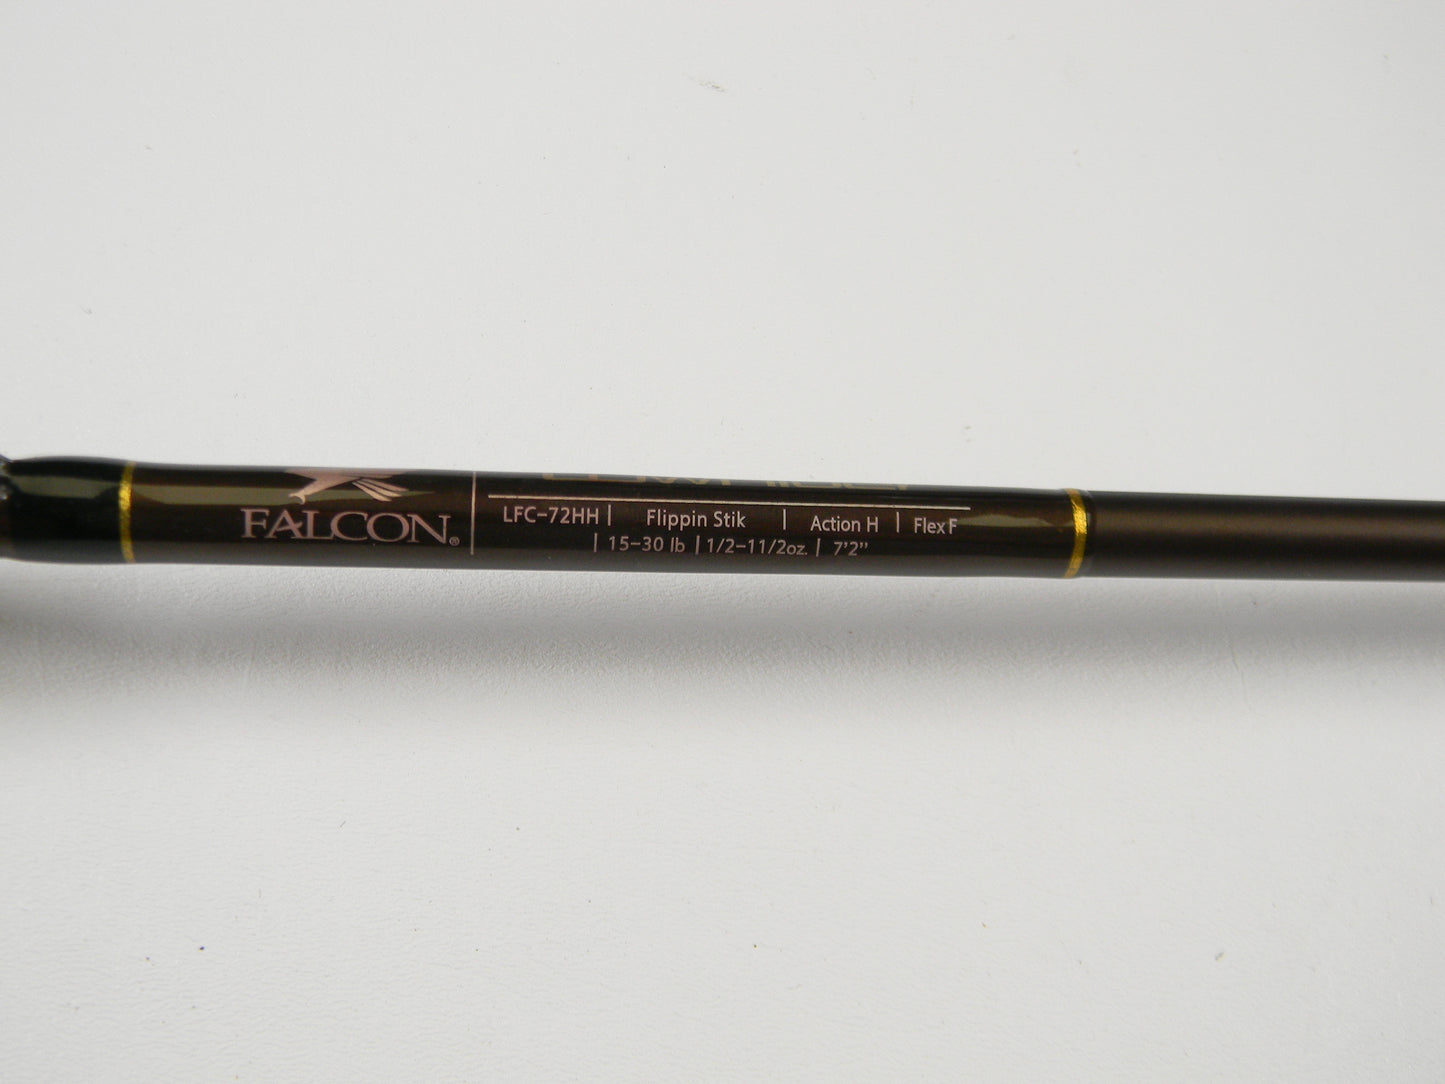 FALCON®
LFC-72HH | Flippin Stik | Action H | Flex F
| 15-30 lb | 1/2-11/2oz. | 7'2"